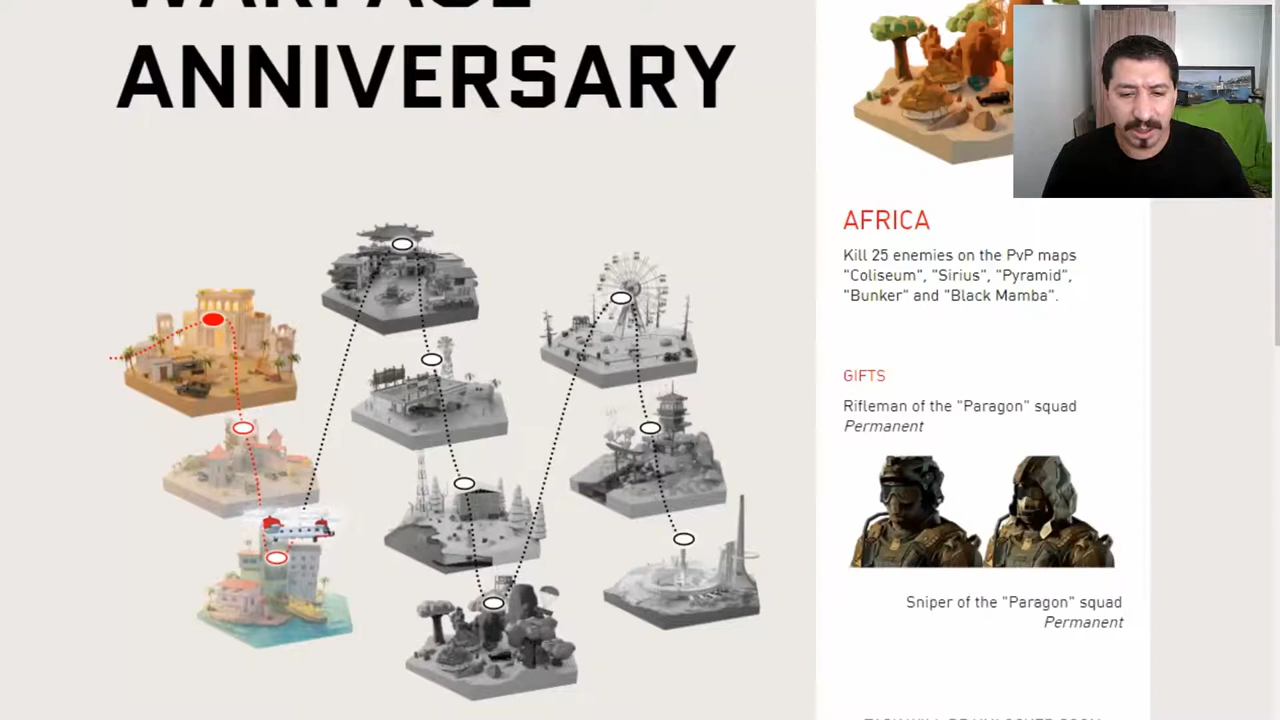 WARFACE
ANNIVERSARY
AFRICA
Kill 25 enemies on the PvP maps
"Coliseum", "Sirius", "Pyramid",
"Bunker" and "Black Mamba".
GIFTS
Rifleman of the "Paragon" squad
Permanent
Sniper of the "Paragon" squad
Permanent